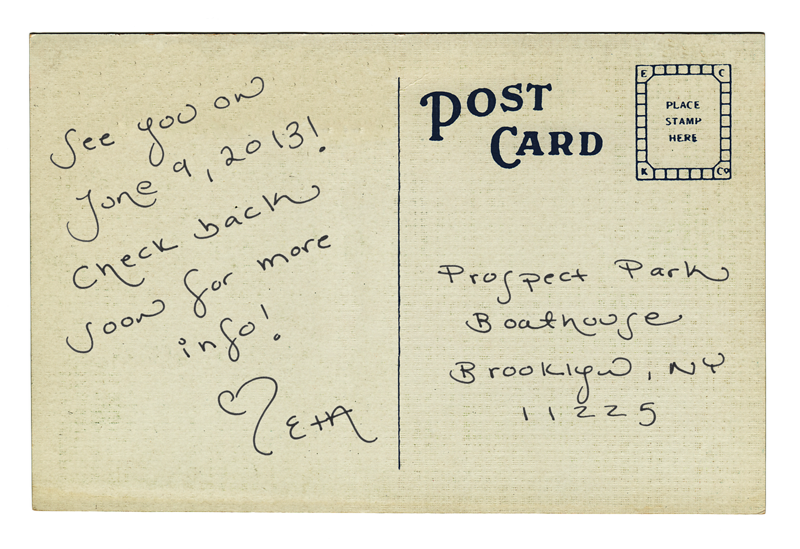 See you on
June 9, 2013!
Check back
soon for more
info!
E+A
POST
CARD
E C
PLACE
STAMP
HERE
K Co
Prospect Park
Boathouse
Brooklyn, NY
11225